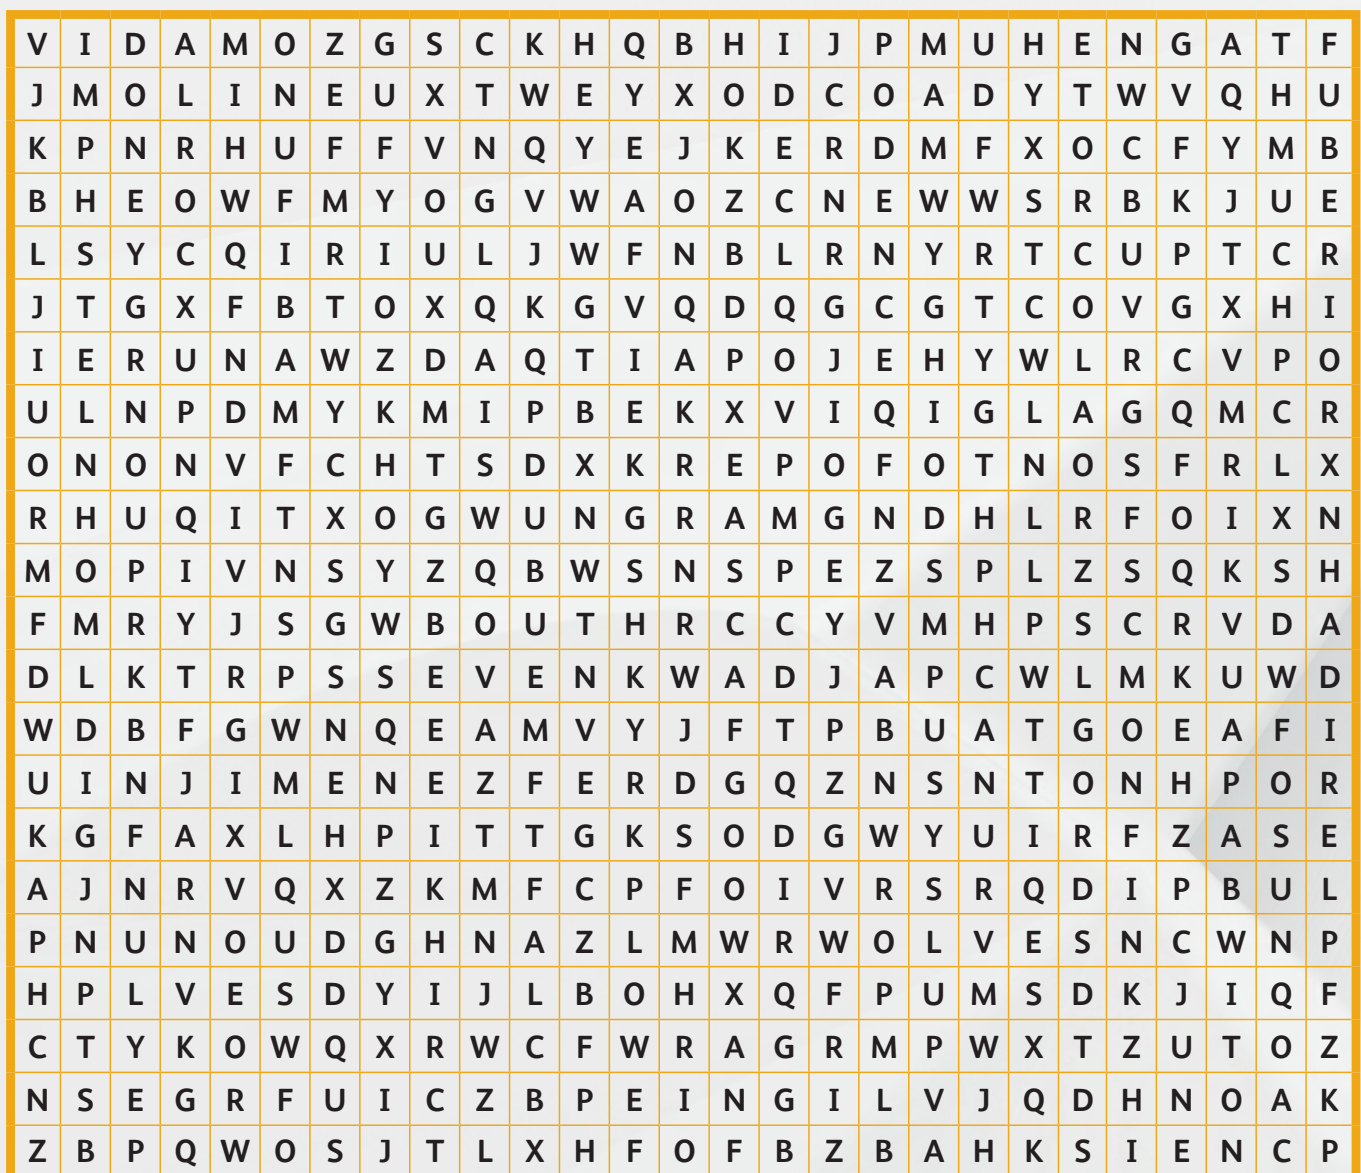 V I D A M O Z G S C K H Q B H I J P M U H E N G A T F
J M O L I N E U X T W E Y X O D C O A D Y T W V Q H U
K P N R H U F F V N Q Y E J K E R D M F X O C F Y M B
B H E O W F M Y O G V W A O Z C N E W W S R B K J U E
L S Y C Q I R I U L J W F N B L R N Y R T C U P T C R
J T G X F B T O X Q K G V Q D Q G C G T C O V G X H I
I E R U N A W Z D A Q T I A P O J E H Y W L R C V P O
U L N P D M Y K M I P B E K X V I Q I G L A G Q M C R
O N O N V F C H T S D X K R E P O F O T N O S F R L X
R H U Q I T X O G W U N G R A M G N D H L R F O I X N
M O P I V N S Y Z Q B W S N S P E Z S P L Z S Q K S H
F M R Y J S G W B O U T H R C C Y V M H P S C R V D A
D L K T R P S S E V E N K W A D J A P C W L M K U W D
W D B F G W N Q E A M V Y J F T P B U A T G O E A F I
U I N J I M E N E Z F E R D G Q Z N S N T O N H P O R
K G F A X L H P I T T G K S O D G W Y U I R F Z A S E
A J N R V Q X Z K M F C P F O I V R S R Q D I P B U L
P N U N O U D G H N A Z L M W R W O L V E S N C W N P
H P L V E S D Y I J L B O H X Q F P U M S D K J I Q F
C T Y K O W Q X R W C F W R A G R M P W X T Z U T O Z
N S E G R F U I C Z B P E I N G I L V J Q D H N O A K
Z B P Q W O S J T L X H F O F B Z B A H K S I E N C P